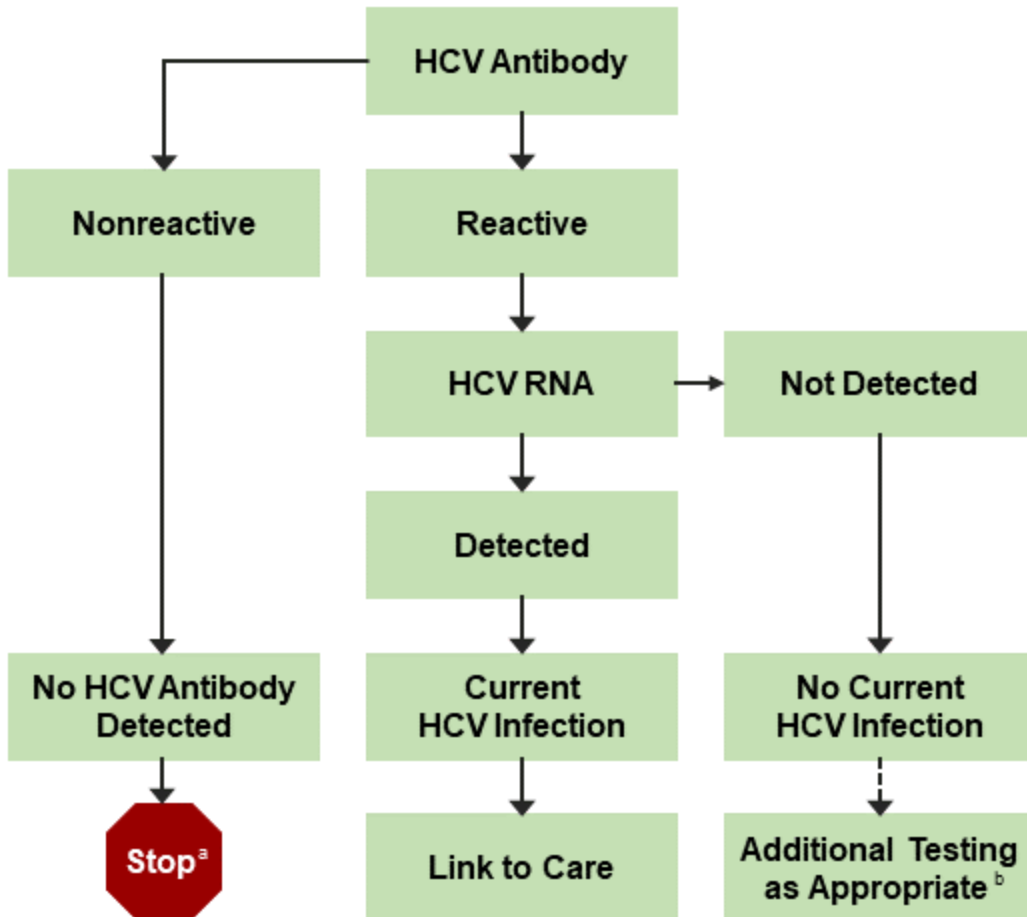 HCV Antibody
Nonreactive
Reactive
HCV RNA
Not Detected
Detected
No HCV Antibody
Detected
Current
HCV Infection
No Current
HCV Infection
Stop a
Link to Care
Additional Testing
as Appropriate b